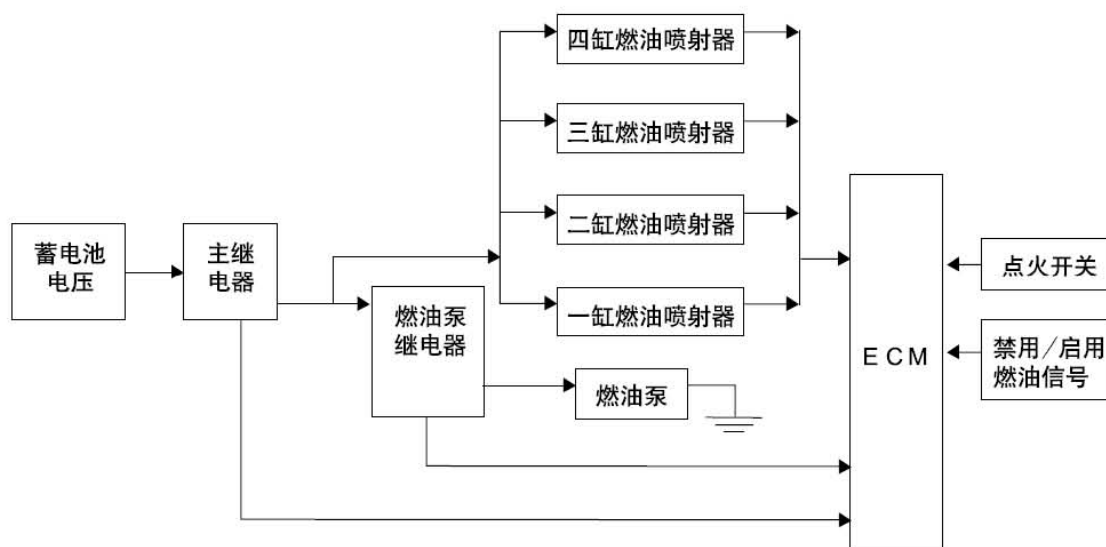 四缸燃油喷射器
三缸燃油喷射器
二缸燃油喷射器
一缸燃油喷射器
蓄电池
电压
主继
电器
燃油泵
继电器
燃油泵
ECM
点火开关
禁用/启用
燃油信号